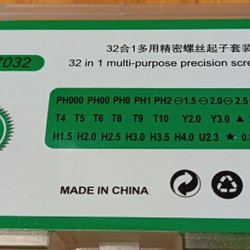 7032
32合1多用精密螺丝起子套装
32 in 1 multi-purpose precision scre
PH000 PH00 PH0 PH1 PH2 ⊖1.5 ⊖2.0 ⊖2.5
T4 T5 T6 T7 T8 T9 T10 Y2.0 Y3.0 ▲
H1.5 H2.0 H2.5 H3.0 H3.5 H4.0 U2.3 ★0.
MADE IN CHINA